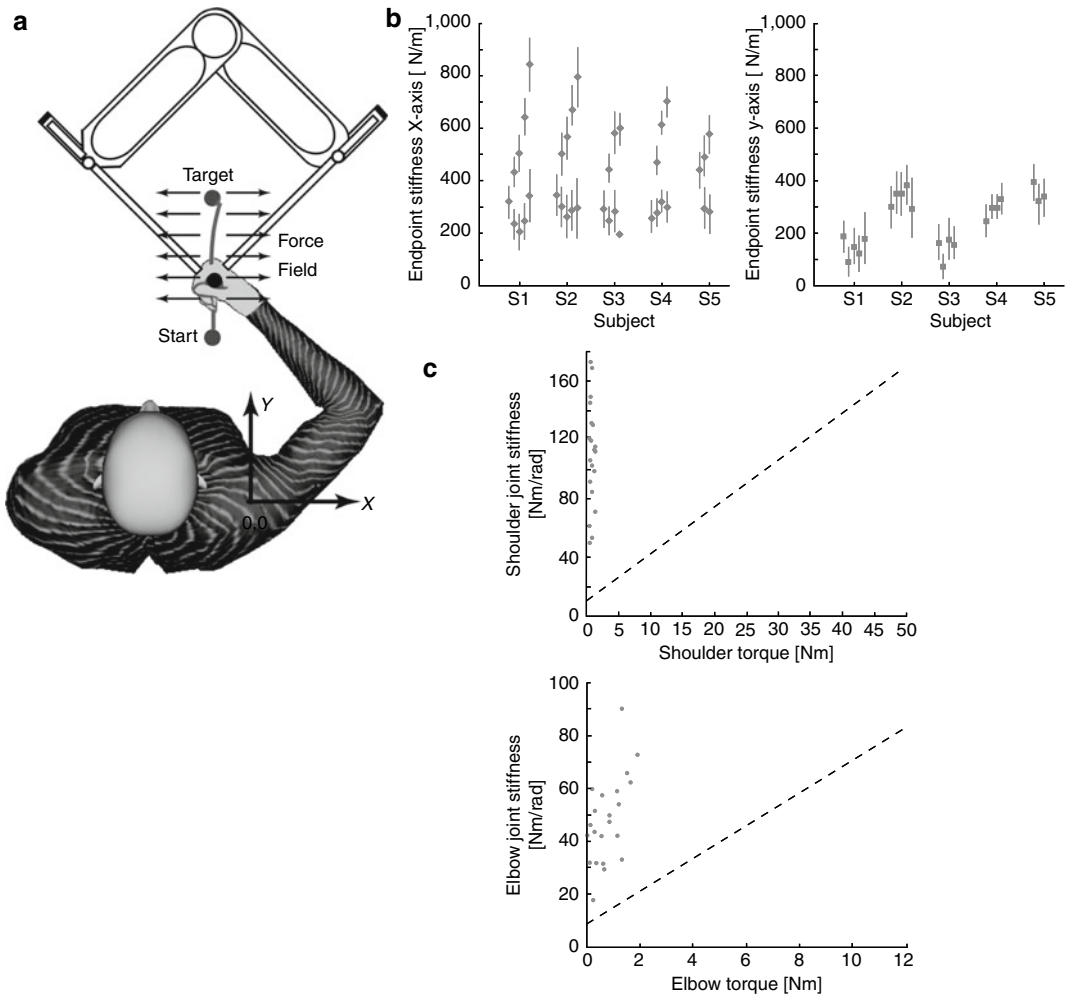 a
Target
Force
Field
Start
Y
X
0,0
b
Endpoint stiffness X-axis [ N/m]
1,000
800
600
400
200
0
S1 S2 S3 S4 S5
Subject
Endpoint stiffness y-axis [ N/m]
1,000
800
600
400
200
0
S1 S2 S3 S4 S5
Subject
c
Shoulder joint stiffness
[Nm/rad]
160
120
80
40
0
0 5 10 15 20 25 30 35 40 45 50
Shoulder torque [Nm]
Elbow joint stiffness
[Nm/rad]
100
80
60
40
20
0
0 2 4 6 8 10 12
Elbow torque [Nm]